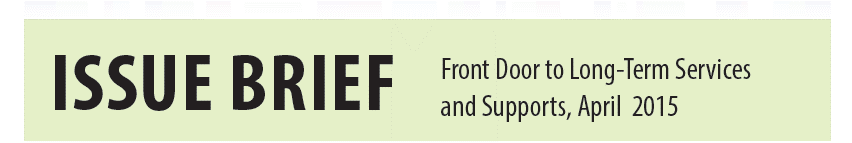 ISSUE BRIEF
Front Door to Long-Term Services
and Supports, April 2015